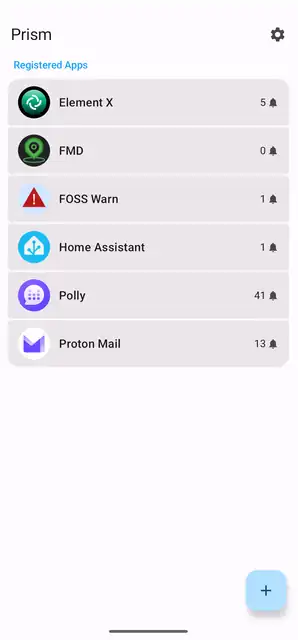 Prism
Registered Apps
Element X 5
FMD 0
FOSS Warn 1
Home Assistant 1
Polly 41
Proton Mail 13
+